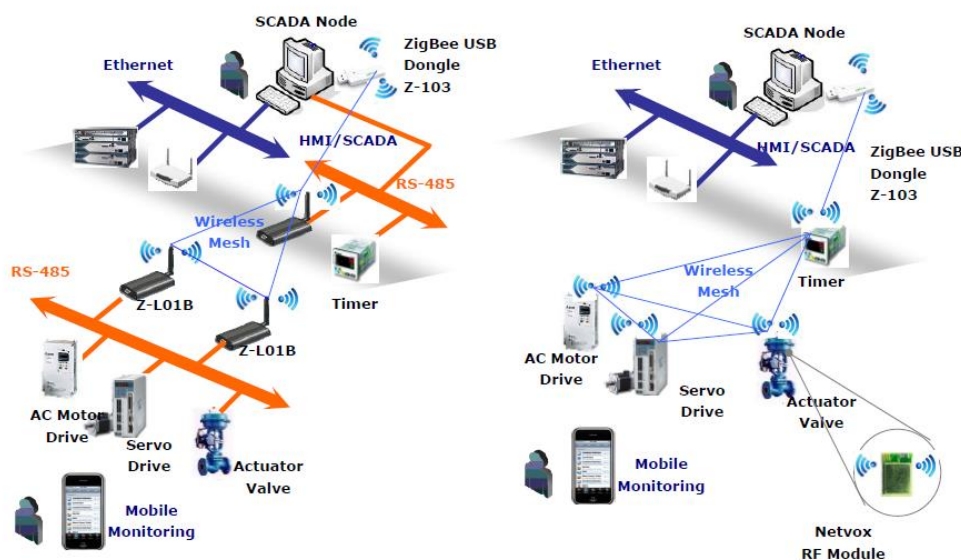 SCADA Node
ZigBee USB
Dongle
Z-103
Ethernet
HMI/SCADA
RS-485
Wireless
Mesh
RS-485
Z-L01B
Timer
Z-L01B
AC Motor
Drive
Servo
Drive
Actuator
Valve
Mobile
Monitoring
SCADA Node
Ethernet
HMI/SCADA
ZigBee USB
Dongle
Z-103
Wireless
Mesh
Timer
AC Motor
Drive
Servo
Drive
Actuator
Valve
Mobile
Monitoring
Netvox
RF Module